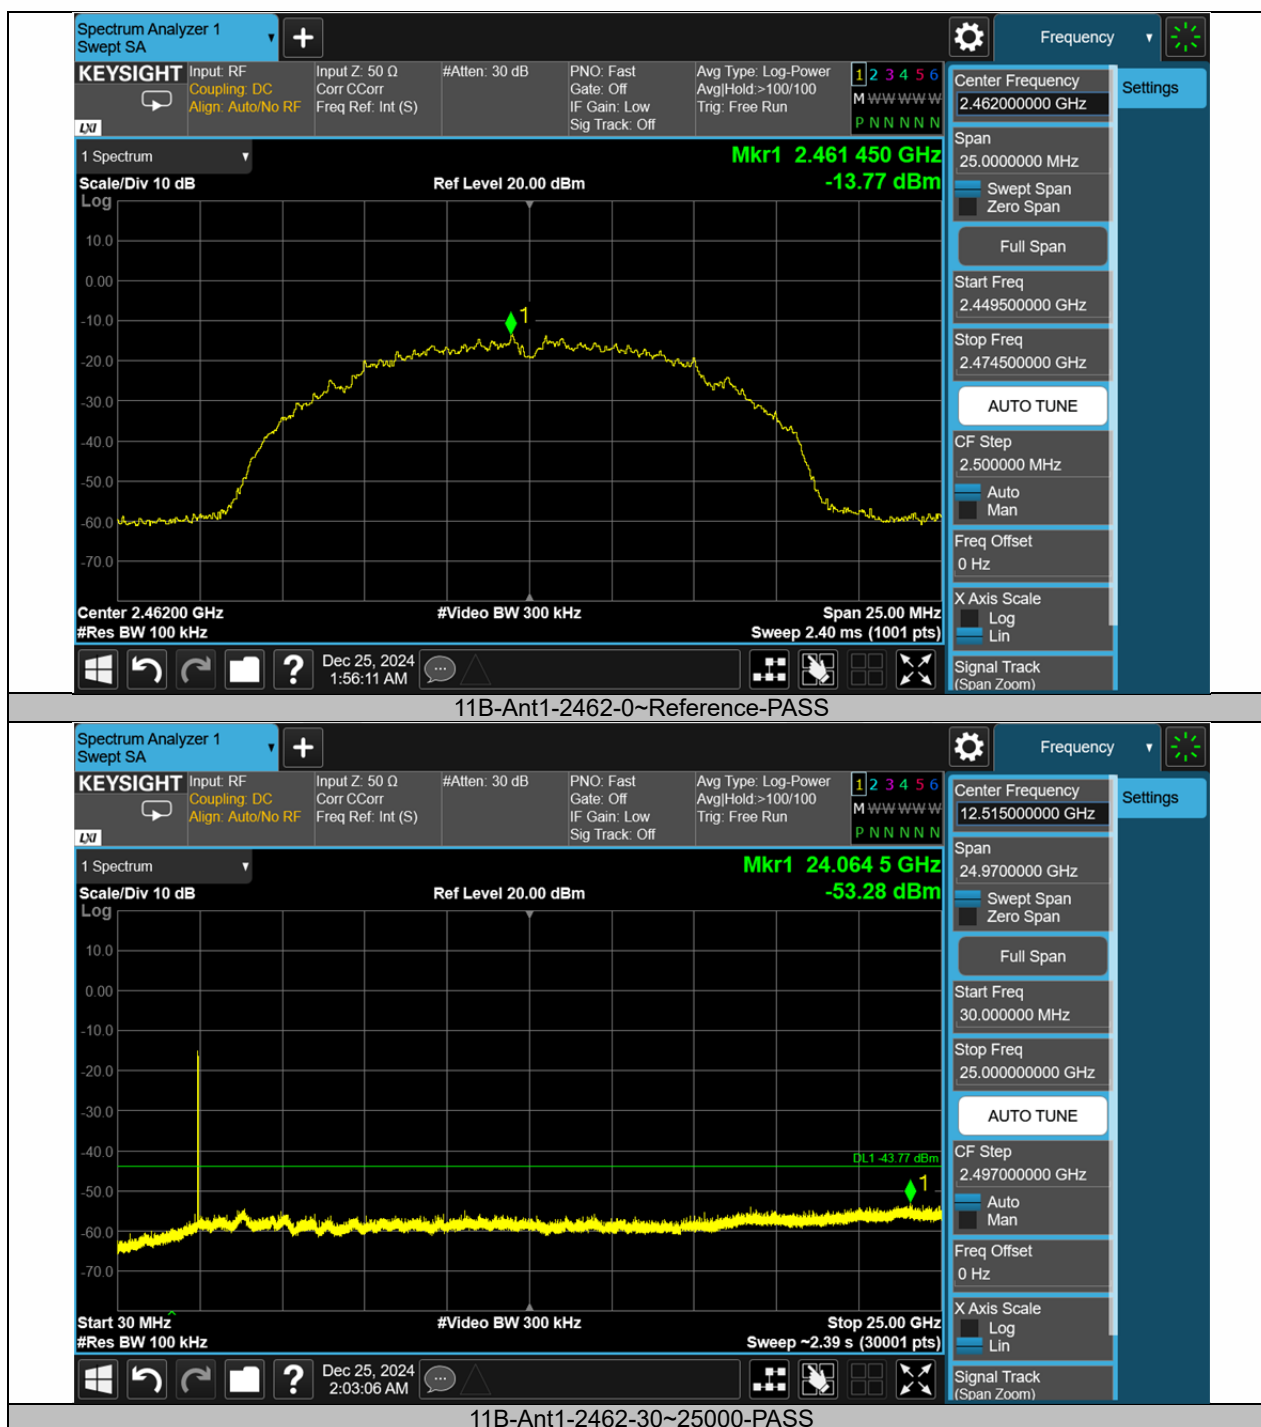 Spectrum Analyzer 1
Swept SA
Frequency
KEYSIGHT
LXI
Input: RF
Coupling: DC
Align: Auto/No RF
Input Z: 50 Ω
Corr CCorr
Freq Ref: Int (S)
#Atten: 30 dB
PNO: Fast
Gate: Off
IF Gain: Low
Sig Track: Off
Avg Type: Log-Power
Avg|Hold:>100/100
Trig: Free Run
1 2 3 4 5 6
M W W W W W
P N N N N N
Center Frequency
2.462000000 GHz
Settings
1 Spectrum
Mkr1 2.461 450 GHz
Scale/Div 10 dB
Ref Level 20.00 dBm
-13.77 dBm
Log
10.0
0.00
-10.0
-20.0
-30.0
-40.0
-50.0
-60.0
-70.0
1
Center 2.46200 GHz
#Video BW 300 kHz
Span 25.00 MHz
#Res BW 100 kHz
Sweep 2.40 ms (1001 pts)
Span
25.0000000 MHz
Swept Span
Zero Span
Full Span
Start Freq
2.449500000 GHz
Stop Freq
2.474500000 GHz
AUTO TUNE
CF Step
2.500000 MHz
Auto
Man
Freq Offset
0 Hz
X Axis Scale
Log
Lin
Signal Track
(Span Zoom)
Dec 25, 2024
1:56:11 AM
11B-Ant1-2462-0~Reference-PASS
Spectrum Analyzer 1
Swept SA
Frequency
KEYSIGHT
LXI
Input: RF
Coupling: DC
Align: Auto/No RF
Input Z: 50 Ω
Corr CCorr
Freq Ref: Int (S)
#Atten: 30 dB
PNO: Fast
Gate: Off
IF Gain: Low
Sig Track: Off
Avg Type: Log-Power
Avg|Hold:>100/100
Trig: Free Run
1 2 3 4 5 6
M W W W W W
P N N N N N
Center Frequency
12.515000000 GHz
Settings
1 Spectrum
Mkr1 24.064 5 GHz
Scale/Div 10 dB
Ref Level 20.00 dBm
-53.28 dBm
Log
10.0
0.00
-10.0
-20.0
-30.0
-40.0
-50.0
-60.0
-70.0
DL1 -43.77 dBm
1
Start 30 MHz
#Video BW 300 kHz
Stop 25.00 GHz
#Res BW 100 kHz
Sweep ~2.39 s (30001 pts)
Span
24.9700000 GHz
Swept Span
Zero Span
Full Span
Start Freq
30.000000 MHz
Stop Freq
25.000000000 GHz
AUTO TUNE
CF Step
2.497000000 GHz
Auto
Man
Freq Offset
0 Hz
X Axis Scale
Log
Lin
Signal Track
(Span Zoom)
Dec 25, 2024
2:03:06 AM
11B-Ant1-2462-30~25000-PASS